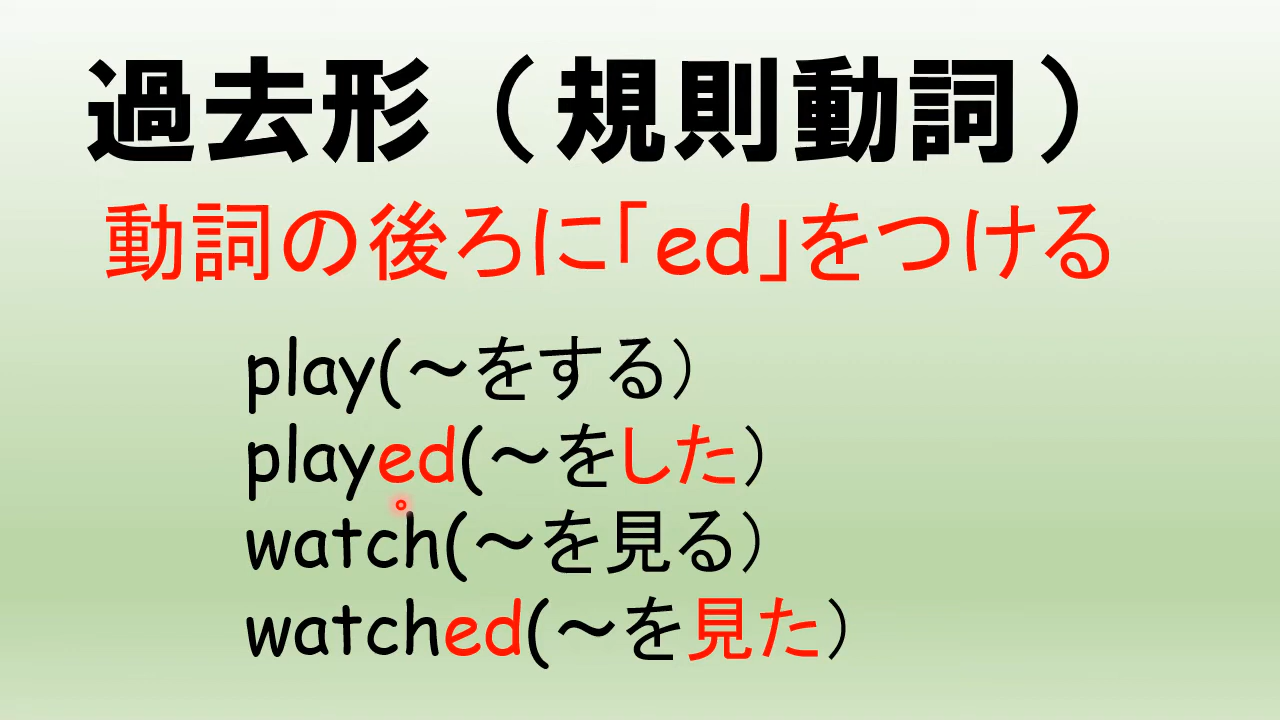 過去形（規則動詞）
動詞の後ろに「ed」をつける
play(～をする）
played(～をした）
watch(～を見る）
watched(～を見た）